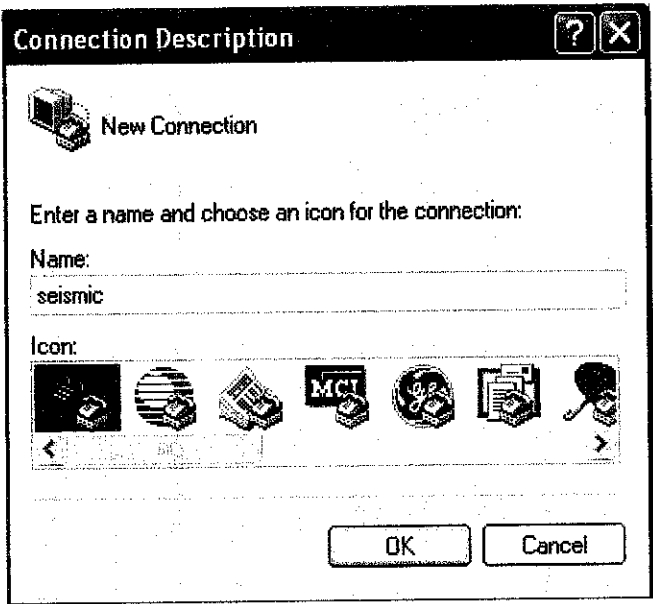 Connection Description
New Connection
Enter a name and choose an icon for the connection:
Name:
seismic
Icon:
MCI
OK
Cancel